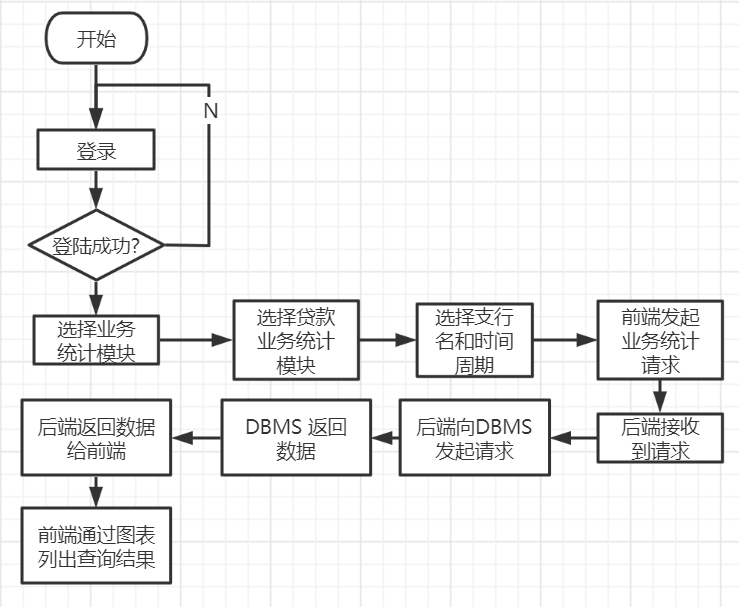 开始
N
登录
登陆成功?
选择业务
统计模块
选择贷款
业务统计
模块
选择支行
名和时间
周期
前端发起
业务统计
请求
后端接收
到请求
后端向DBMS
发起请求
DBMS 返回
数据
后端返回数据
给前端
前端通过图表
列出查询结果